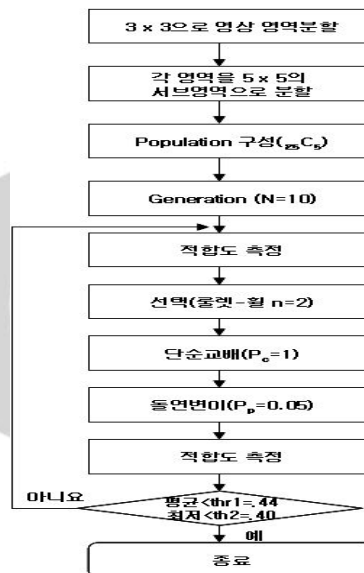 3 x 3으로 영상 영역분할
각 영역을 5 x 5의
서브영역으로 분할
Population 구성(₂₅C₅)
Generation (N=10)
적합도 측정
선택(룰렛-휠 n=2)
단순교배(P_c=1)
돌연변이(P_p=0.05)
적합도 측정
아니요
평균<thr1=.44
최저<th2=.40
예
종료